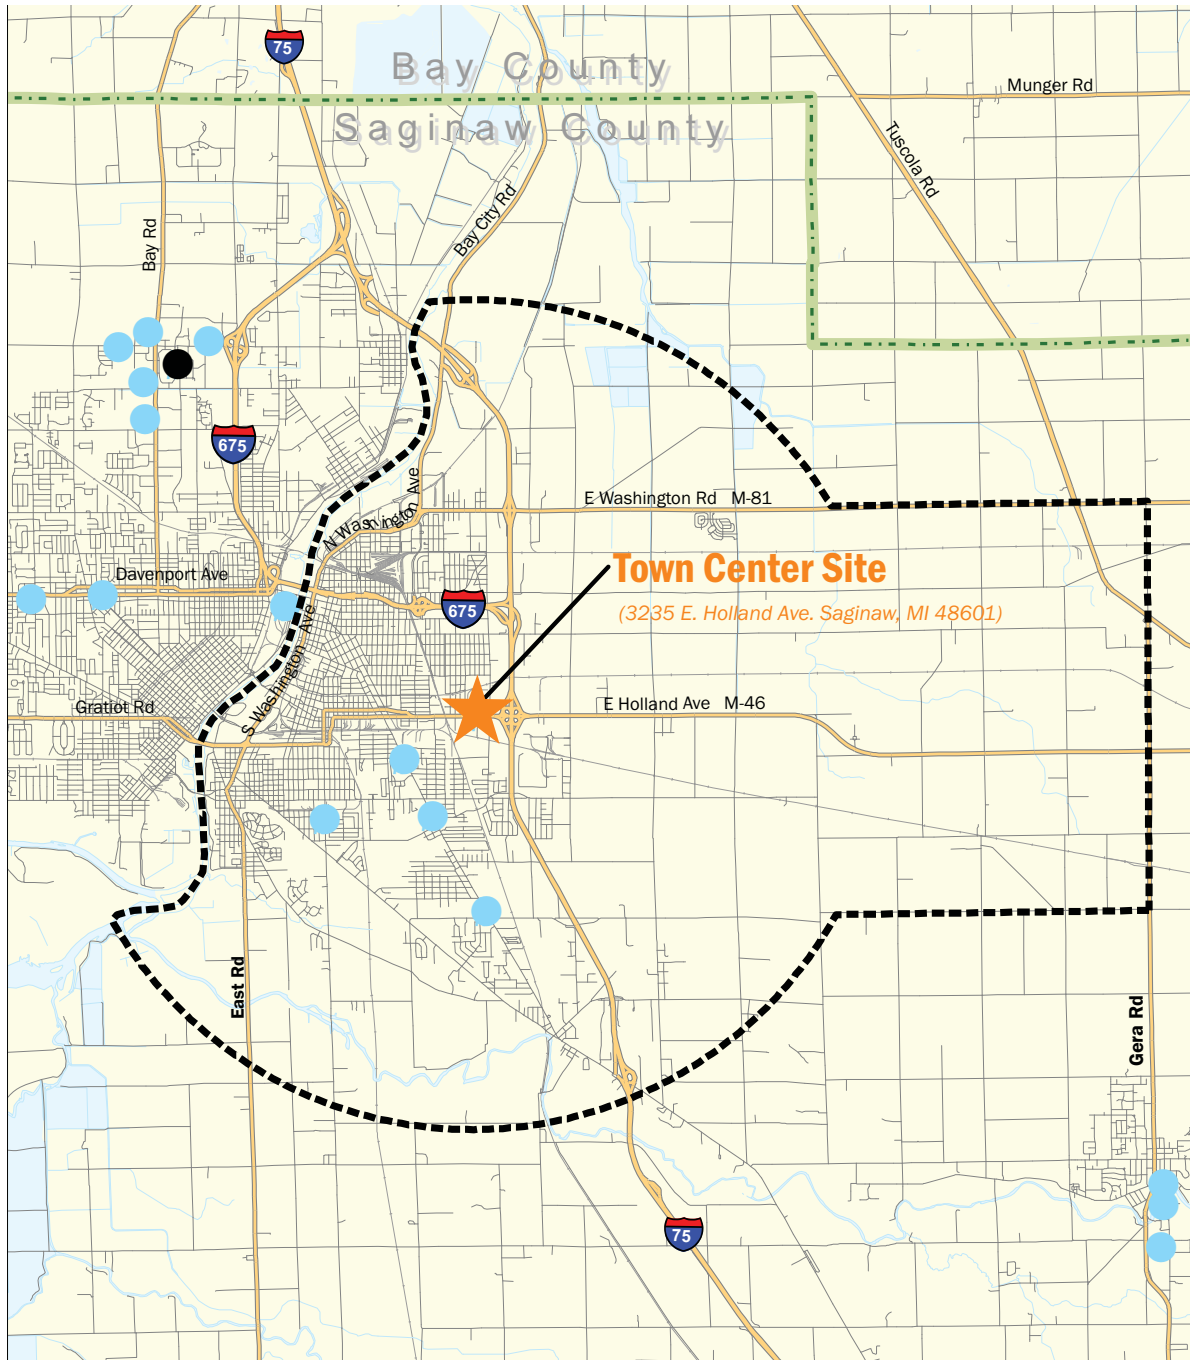 75
Bay County
Munger Rd
Saginaw County
Tuscola Rd
Bay City Rd
Bay Rd
675
E Washington Rd M-81
N Washington Ave
Town Center Site
Davenport Ave
675
(3235 E. Holland Ave. Saginaw, MI 48601)
S Washington Ave
E Holland Ave M-46
Gratiot Rd
East Rd
Gera Rd
75